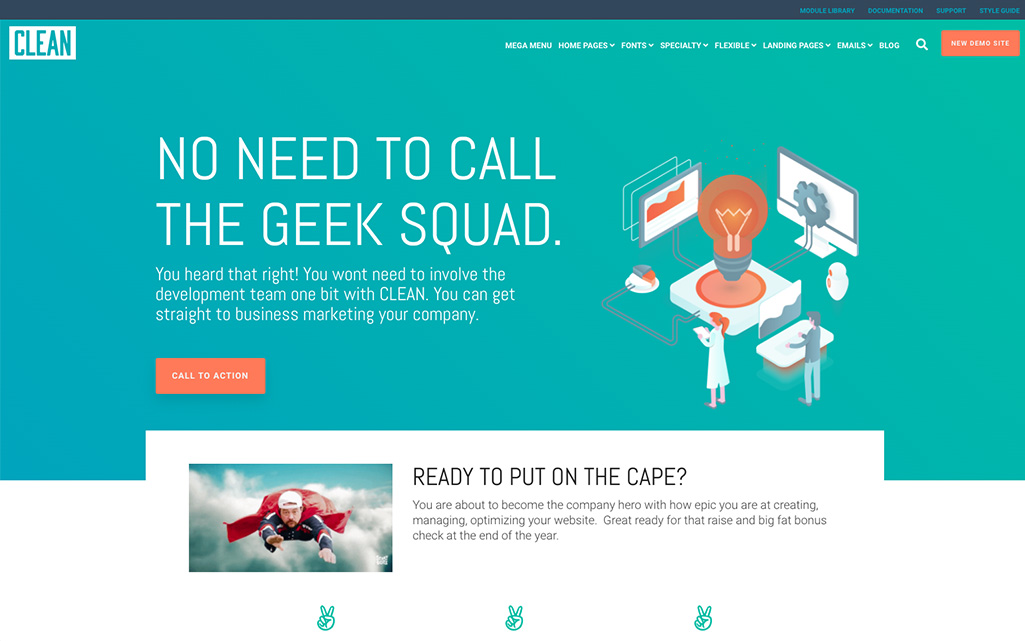 MODULE LIBRARY DOCUMENTATION SUPPORT STYLE GUIDE
CLEAN
MEGA MENU HOME PAGES FONTS SPECIALTY FLEXIBLE LANDING PAGES EMAILS BLOG
NEW DEMO SITE
NO NEED TO CALL
THE GEEK SQUAD.
You heard that right! You wont need to involve the
development team one bit with CLEAN. You can get
straight to business marketing your company.
CALL TO ACTION
READY TO PUT ON THE CAPE?
You are about to become the company hero with how epic you are at creating,
managing, optimizing your website. Great ready for that raise and big fat bonus
check at the end of the year.